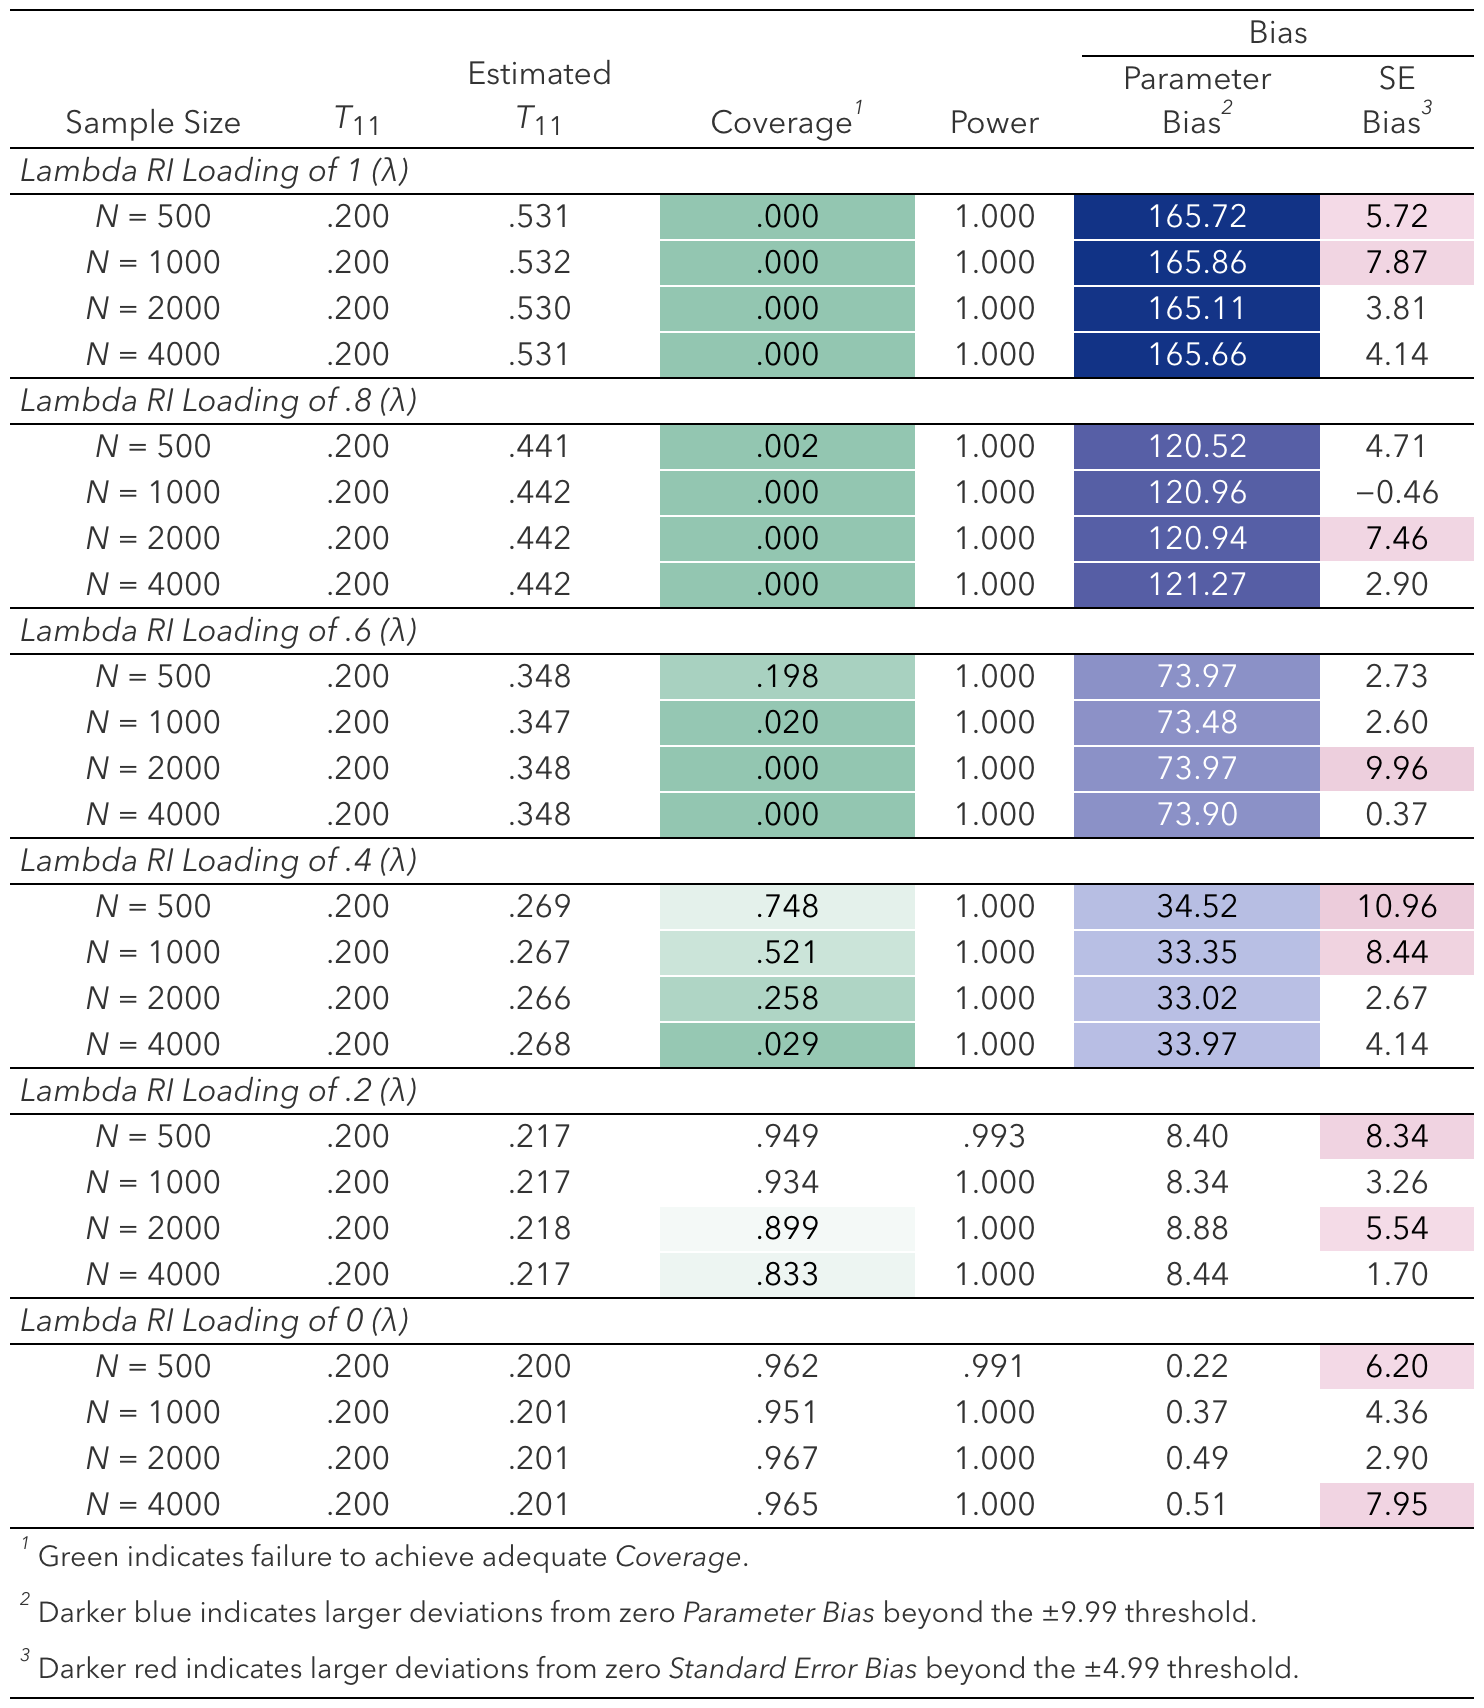 Bias
Estimated Parameter SE
Sample Size T11 T11 Coverage1 Power Bias2 Bias3
Lambda RI Loading of 1 (λ)
N = 500 .200 .531 .000 1.000 165.72 5.72
N = 1000 .200 .532 .000 1.000 165.86 7.87
N = 2000 .200 .530 .000 1.000 165.11 3.81
N = 4000 .200 .531 .000 1.000 165.66 4.14
Lambda RI Loading of .8 (λ)
N = 500 .200 .441 .002 1.000 120.52 4.71
N = 1000 .200 .442 .000 1.000 120.96 −0.46
N = 2000 .200 .442 .000 1.000 120.94 7.46
N = 4000 .200 .442 .000 1.000 121.27 2.90
Lambda RI Loading of .6 (λ)
N = 500 .200 .348 .198 1.000 73.97 2.73
N = 1000 .200 .347 .020 1.000 73.48 2.60
N = 2000 .200 .348 .000 1.000 73.97 9.96
N = 4000 .200 .348 .000 1.000 73.90 0.37
Lambda RI Loading of .4 (λ)
N = 500 .200 .269 .748 1.000 34.52 10.96
N = 1000 .200 .267 .521 1.000 33.35 8.44
N = 2000 .200 .266 .258 1.000 33.02 2.67
N = 4000 .200 .268 .029 1.000 33.97 4.14
Lambda RI Loading of .2 (λ)
N = 500 .200 .217 .949 .993 8.40 8.34
N = 1000 .200 .217 .934 1.000 8.34 3.26
N = 2000 .200 .218 .899 1.000 8.88 5.54
N = 4000 .200 .217 .833 1.000 8.44 1.70
Lambda RI Loading of 0 (λ)
N = 500 .200 .200 .962 .991 0.22 6.20
N = 1000 .200 .201 .951 1.000 0.37 4.36
N = 2000 .200 .201 .967 1.000 0.49 2.90
N = 4000 .200 .201 .965 1.000 0.51 7.95
1 Green indicates failure to achieve adequate Coverage.
2 Darker blue indicates larger deviations from zero Parameter Bias beyond the ±9.99 threshold.
3 Darker red indicates larger deviations from zero Standard Error Bias beyond the ±4.99 threshold.